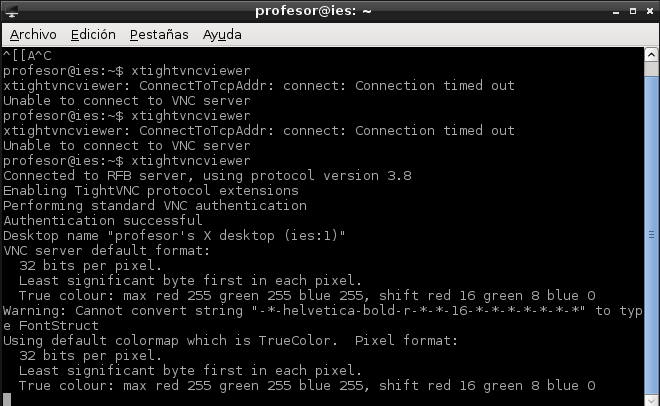 profesor@ies: ~
Archivo Edición Pestañas Ayuda
^[[A^C
profesor@ies:~$ xtightvncviewer
xtightvncviewer: ConnectToTcpAddr: connect: Connection timed out
Unable to connect to VNC server
profesor@ies:~$ xtightvncviewer
xtightvncviewer: ConnectToTcpAddr: connect: Connection timed out
Unable to connect to VNC server
profesor@ies:~$ xtightvncviewer
Connected to RFB server, using protocol version 3.8
Enabling TightVNC protocol extensions
Performing standard VNC authentication
Authentication successful
Desktop name "profesor's X desktop (ies:1)"
VNC server default format:
  32 bits per pixel.
  Least significant byte first in each pixel.
  True colour: max red 255 green 255 blue 255, shift red 16 green 8 blue 0
Warning: Cannot convert string "-*-helvetica-bold-r-*-*-16-*-*-*-*-*-*-*" to typ
e FontStruct
Using default colormap which is TrueColor.  Pixel format:
  32 bits per pixel.
  Least significant byte first in each pixel.
  True colour: max red 255 green 255 blue 255, shift red 16 green 8 blue 0